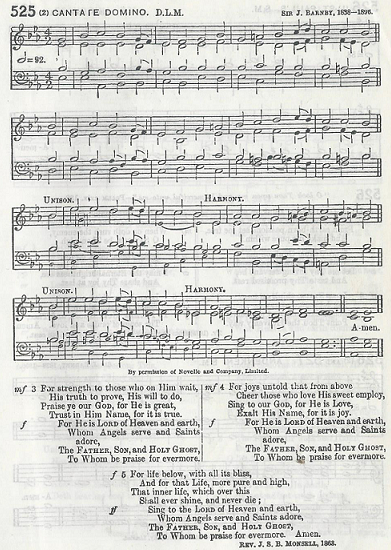 525 (2) CANTATE DOMINO. D.L.M. SIR J. BARNBY, 1838–1896.
𝅗𝅥 = 92.
UNISON. HARMONY.
UNISON. HARMONY.
A-men.
By permission of Novello and Company, Limited.
mf 3 For strength to those who on Him wait,
His truth to prove, His will to do,
Praise ye our GOD, for He is great,
Trust in Him Name, for it is true.
f For He is LORD of Heaven and earth,
Whom Angels serve and Saints
adore,
The FATHER, SON, and HOLY GHOST,
To Whom be praise for evermore.
mf 4 For joys untold that from above
Cheer those who love His sweet employ,
Sing to our GOD, for He is Love,
Exalt His Name, for it is joy.
f For He is LORD of Heaven and earth,
Whom Angels serve and Saints
adore,
The FATHER, SON, and HOLY GHOST,
To Whom be praise for evermore.
f 5 For life below, with all its bliss,
And for that Life, more pure and high,
That inner life, which over this
Shall ever shine, and never die;
ff Sing to the LORD of Heaven and earth,
Whom Angels serve and Saints adore,
The FATHER, SON, and HOLY GHOST,
To Whom be praise for evermore. Amen.
REV. J. S. B. MONSELL, 1863.